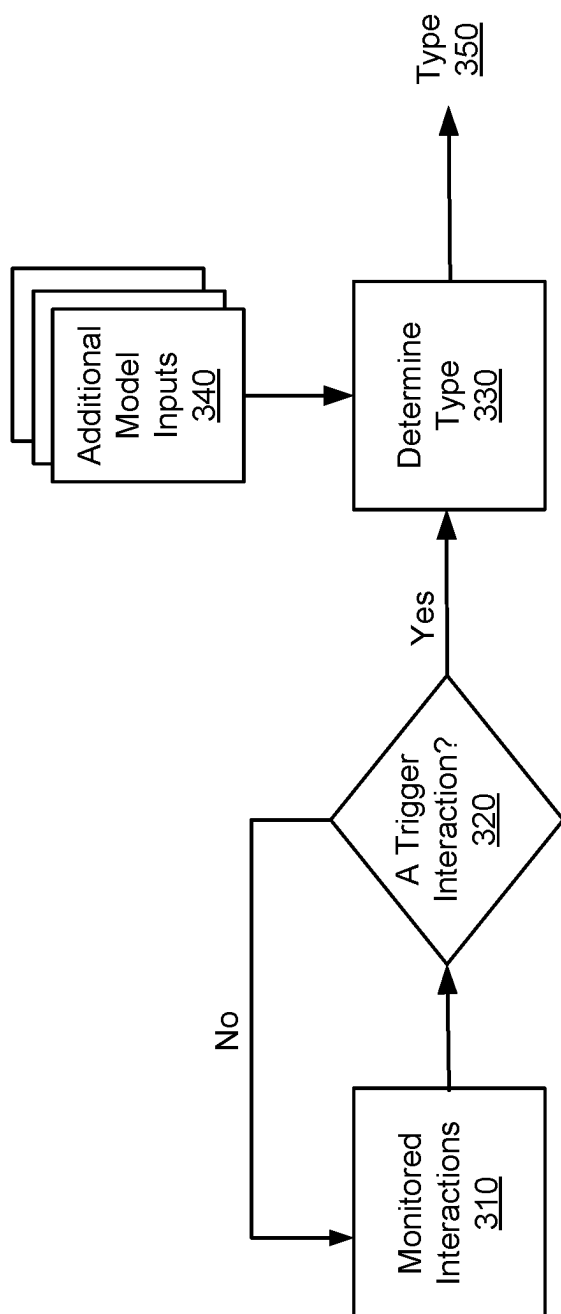 Monitored
Interactions
310
No
A Trigger
Interaction?
320
Yes
Additional
Model
Inputs
340
Determine
Type
330
Type
350